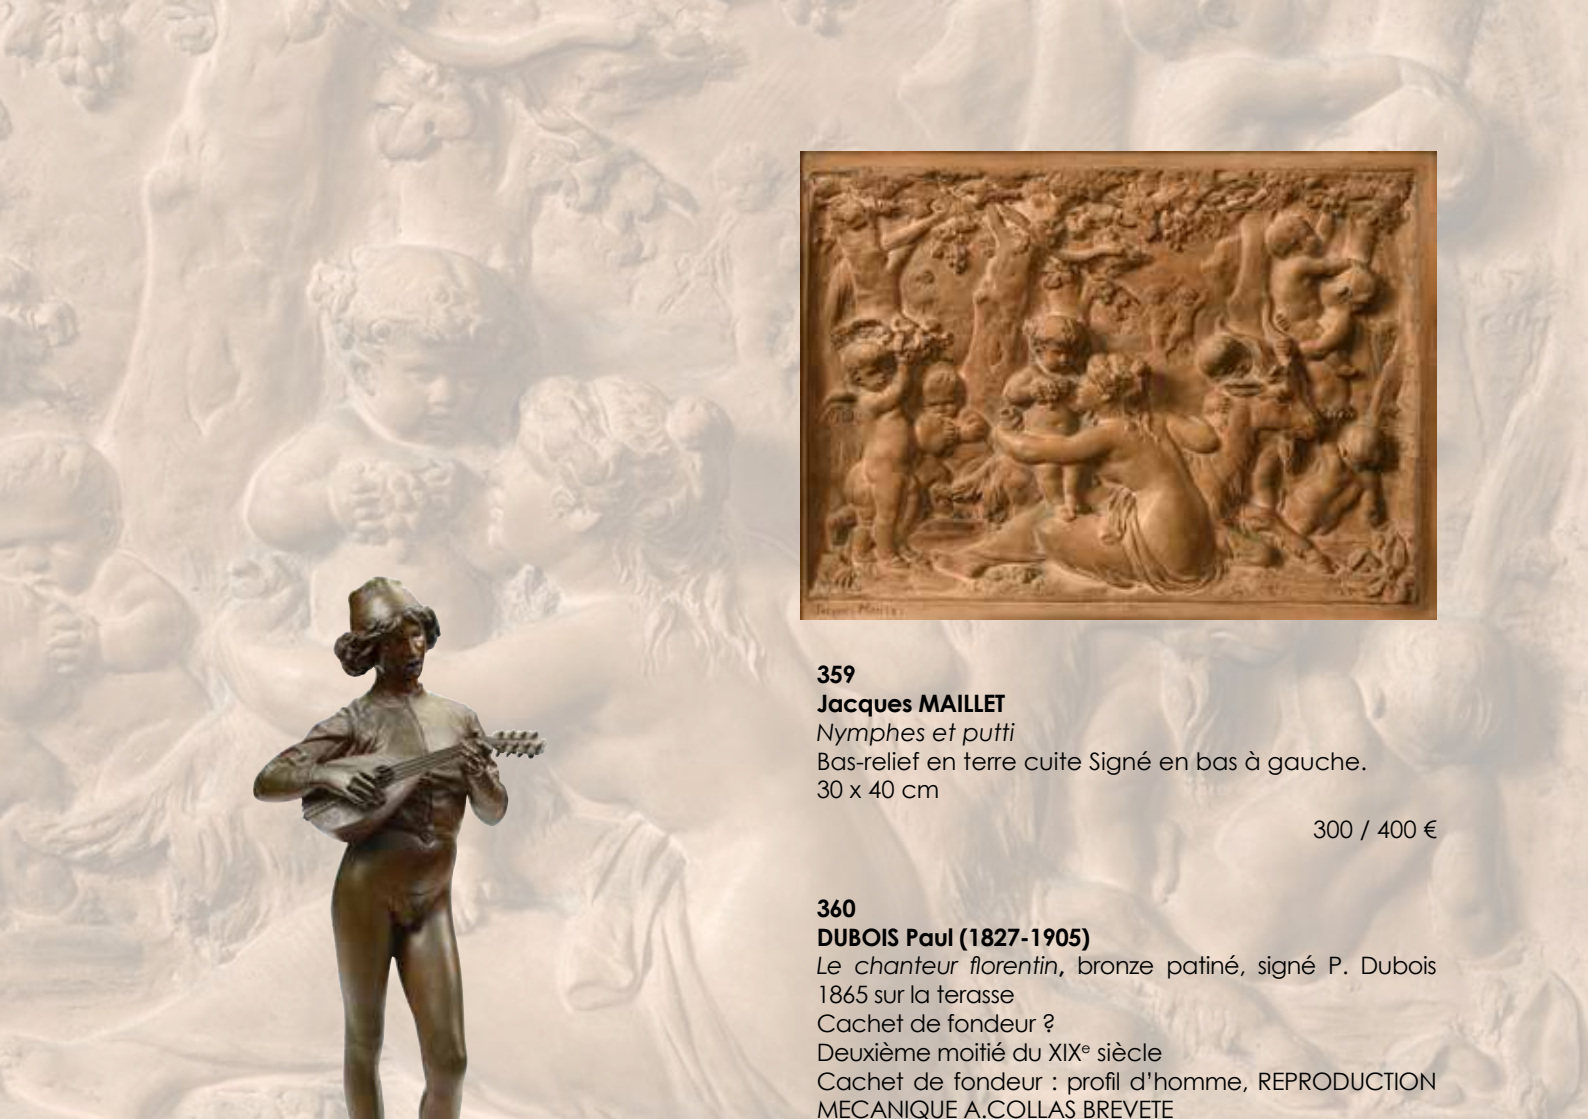 359
Jacques MAILLET
Nymphes et putti
Bas-relief en terre cuite Signé en bas à gauche.
30 x 40 cm
300 / 400 €
360
DUBOIS Paul (1827-1905)
Le chanteur florentin, bronze patiné, signé P. Dubois
1865 sur la terasse
Cachet de fondeur ?
Deuxième moitié du XIXe siècle
Cachet de fondeur : profil d'homme, REPRODUCTION
MECANIQUE A.COLLAS BREVETE